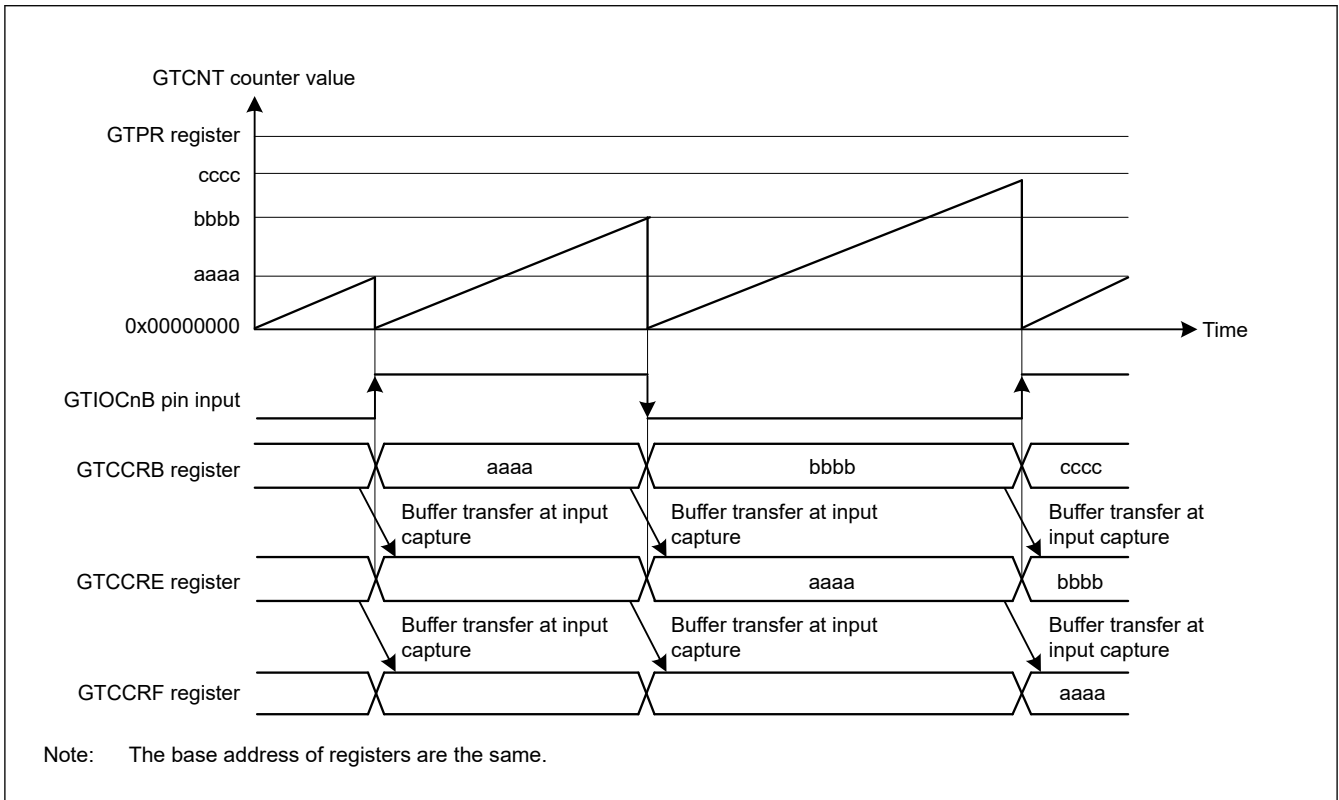 GTCNT counter value
GTPR register
cccc
bbbb
aaaa
0x00000000
Time
GTIOCnB pin input
GTCCRB register
aaaa
bbbb
cccc
Buffer transfer at input
capture
Buffer transfer at input
capture
Buffer transfer at
input capture
GTCCRE register
aaaa
bbbb
Buffer transfer at input
capture
Buffer transfer at input
capture
Buffer transfer at
input capture
GTCCRF register
aaaa
Note: The base address of registers are the same.